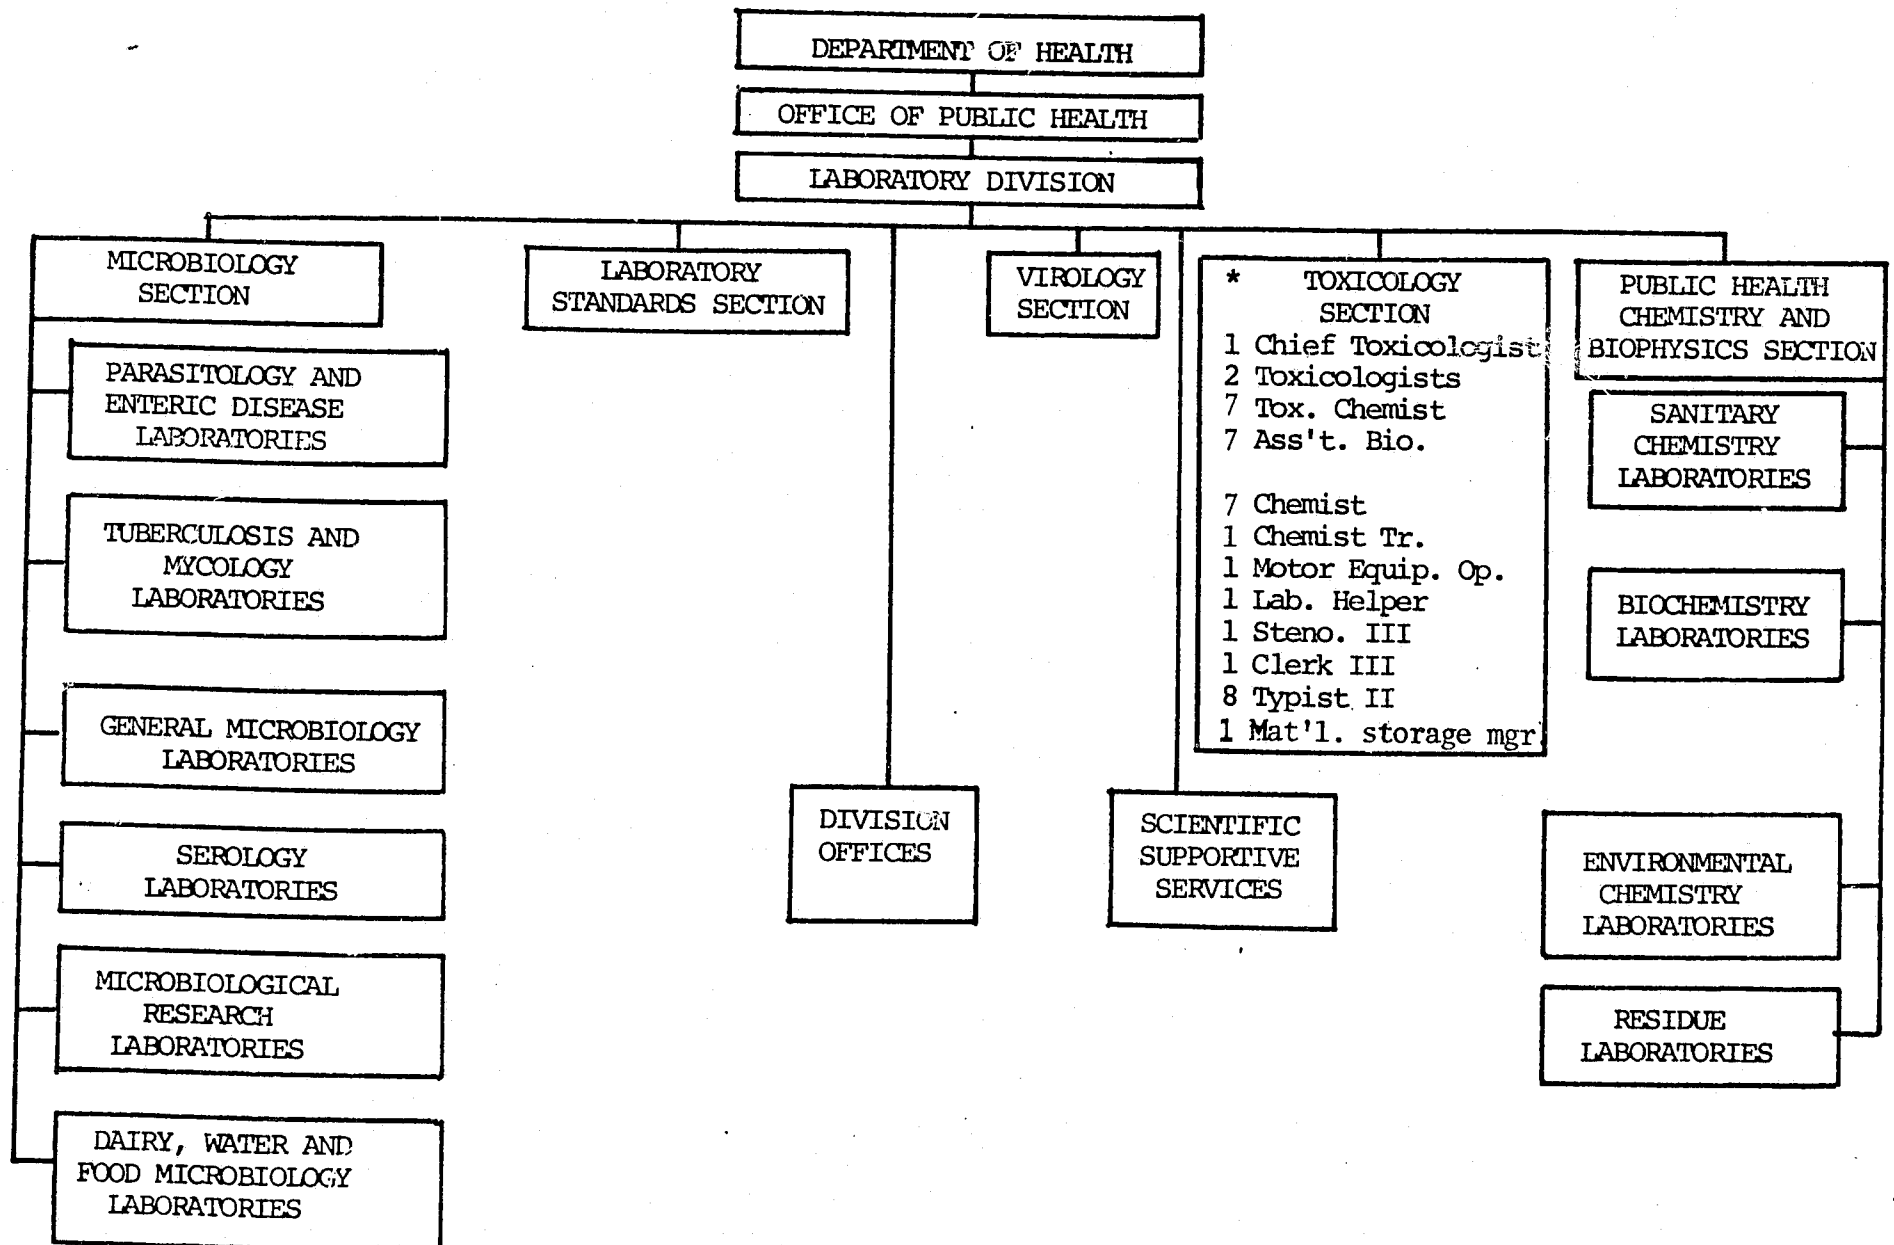 DEPARTMENT OF HEALTH
OFFICE OF PUBLIC HEALTH
LABORATORY DIVISION
MICROBIOLOGY
SECTION
PARASITOLOGY AND
ENTERIC DISEASE
LABORATORIES
TUBERCULOSIS AND
MYCOLOGY
LABORATORIES
GENERAL MICROBIOLOGY
LABORATORIES
SEROLOGY
LABORATORIES
MICROBIOLOGICAL
RESEARCH
LABORATORIES
DAIRY, WATER AND
FOOD MICROBIOLOGY
LABORATORIES
LABORATORY
STANDARDS SECTION
DIVISION
OFFICES
VIROLOGY
SECTION
SCIENTIFIC
SUPPORTIVE
SERVICES
* TOXICOLOGY
SECTION
1 Chief Toxicologist
2 Toxicologists
7 Tox. Chemist
7 Ass't. Bio.
7 Chemist
1 Chemist Tr.
1 Motor Equip. Op.
1 Lab. Helper
1 Steno. III
1 Clerk III
8 Typist II
1 Mat'l. storage mgr
PUBLIC HEALTH
CHEMISTRY AND
BIOPHYSICS SECTION
SANITARY
CHEMISTRY
LABORATORIES
BIOCHEMISTRY
LABORATORIES
ENVIRONMENTAL
CHEMISTRY
LABORATORIES
RESIDUE
LABORATORIES